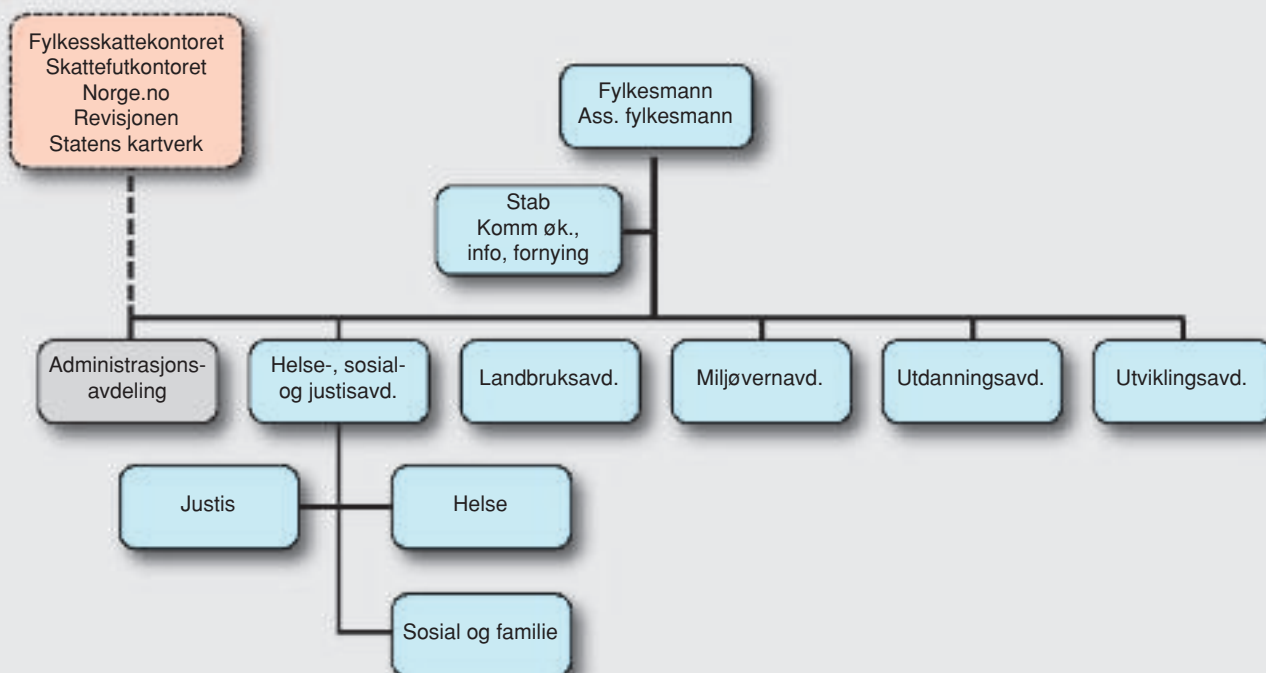 Fylkesskattekontoret
Skattefutkontoret
Norge.no
Revisjonen
Statens kartverk
Fylkesmann
Ass. fylkesmann
Stab
Komm øk.,
info, fornying
Administrasjons-
avdeling
Helse-, sosial-
og justisavd.
Landbruksavd.
Miljøvernavd.
Utdanningsavd.
Utviklingsavd.
Justis
Helse
Sosial og familie